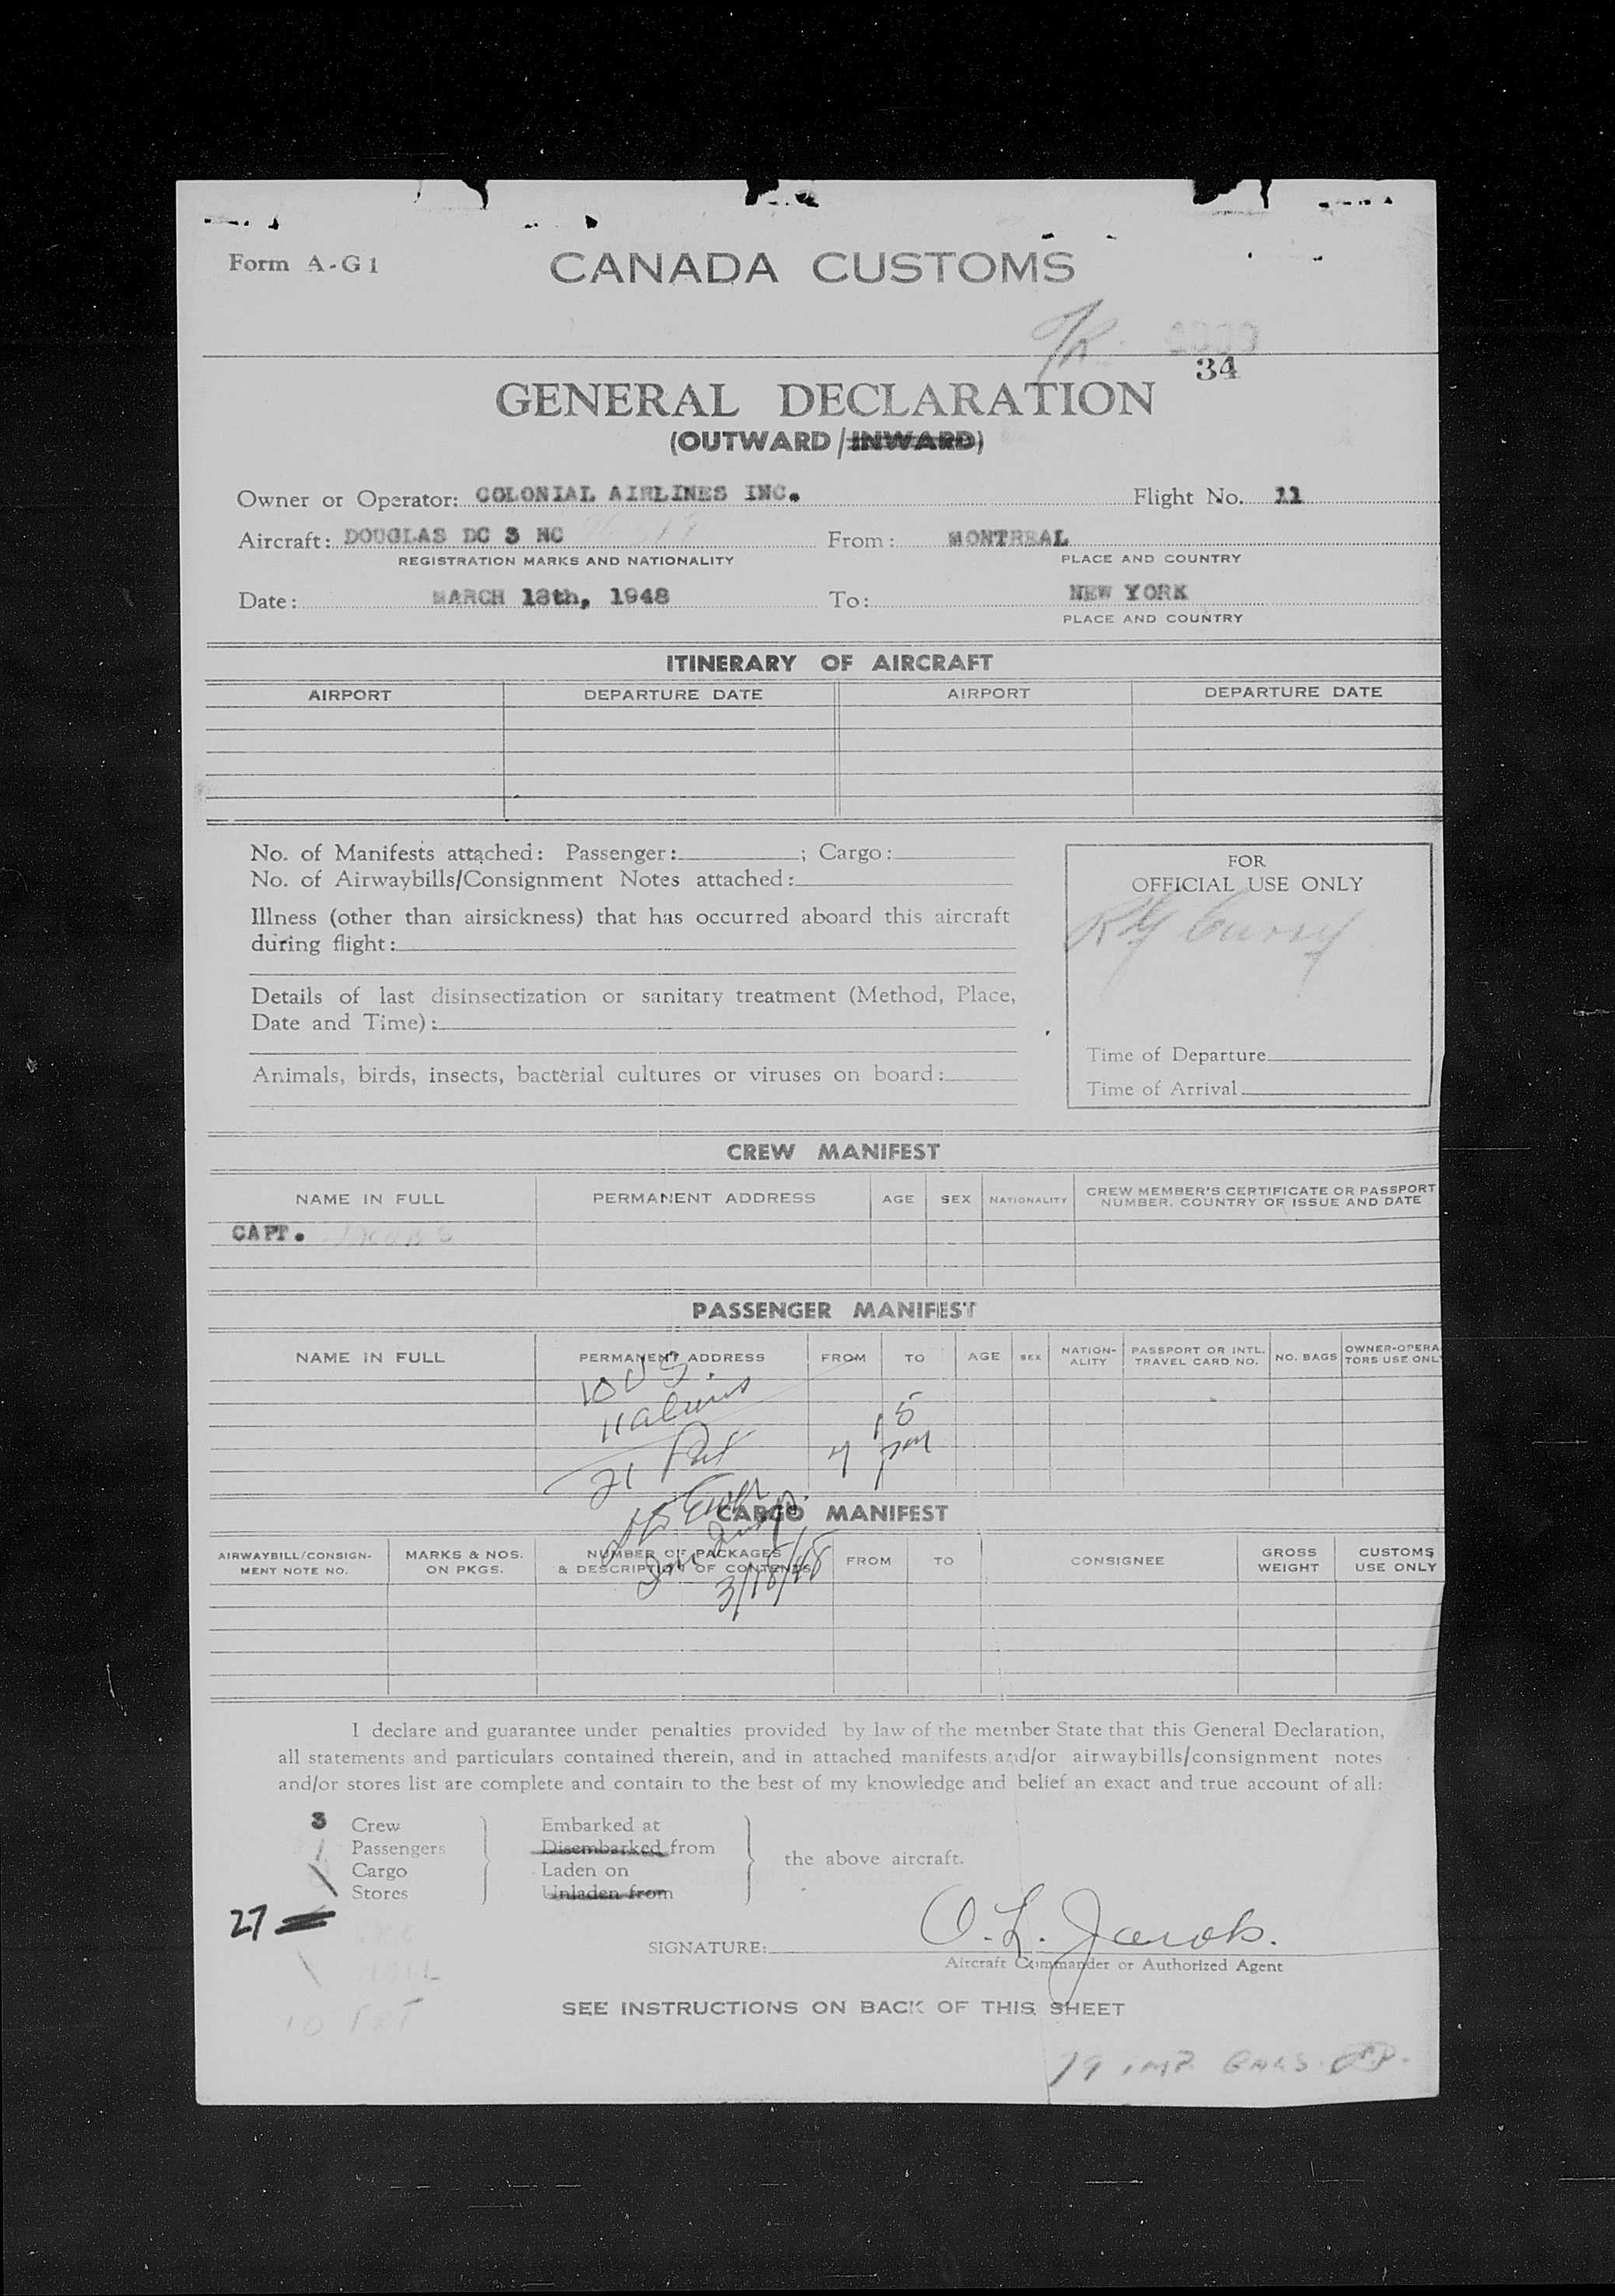 Form A-G1
CANADA CUSTOMS
34
GENERAL DECLARATION
(OUTWARD/INWARD)
Owner or Operator: COLONIAL AIRLINES INC. Flight No. 11
Aircraft: DOUGLAS DC 3 NC From: MONTREAL
REGISTRATION MARKS AND NATIONALITY PLACE AND COUNTRY
Date: MARCH 18th, 1948 To: NEW YORK
PLACE AND COUNTRY
ITINERARY OF AIRCRAFT
AIRPORT DEPARTURE DATE AIRPORT DEPARTURE DATE
No. of Manifests attached: Passenger: ; Cargo:
No. of Airwaybills/Consignment Notes attached:
Illness (other than airsickness) that has occurred aboard this aircraft
during flight:
Details of last disinsectization or sanitary treatment (Method, Place,
Date and Time):
Animals, birds, insects, bacterial cultures or viruses on board:
FOR
OFFICIAL USE ONLY
Time of Departure
Time of Arrival
CREW MANIFEST
NAME IN FULL PERMANENT ADDRESS AGE SEX NATIONALITY CREW MEMBER'S CERTIFICATE OR PASSPORT
NUMBER, COUNTRY OF ISSUE AND DATE
CAPT.
PASSENGER MANIFEST
NAME IN FULL PERMANENT ADDRESS FROM TO AGE SEX NATION-
ALITY PASSPORT OR INTL.
TRAVEL CARD NO. NO. BAGS OWNER-OPERA-
TORS USE ONLY
10 US
11 aliens
21
15
4 pm
CARGO MANIFEST
AIRWAYBILL/CONSIGN-
MENT NOTE NO. MARKS & NOS.
ON PKGS. NUMBER OF PACKAGES
& DESCRIPTION OF CONTENTS FROM TO CONSIGNEE GROSS
WEIGHT CUSTOMS
USE ONLY
3/18/48
I declare and guarantee under penalties provided by law of the member State that this General Declaration,
all statements and particulars contained therein, and in attached manifests and/or airwaybills/consignment notes
and/or stores list are complete and contain to the best of my knowledge and belief an exact and true account of all:
3 Crew Embarked at
Passengers Disembarked from
Cargo Laden on the above aircraft.
Stores Unladen from
27
SIGNATURE: O. L. Jacob.
Aircraft Commander or Authorized Agent
SEE INSTRUCTIONS ON BACK OF THIS SHEET
19 IMP GALS.